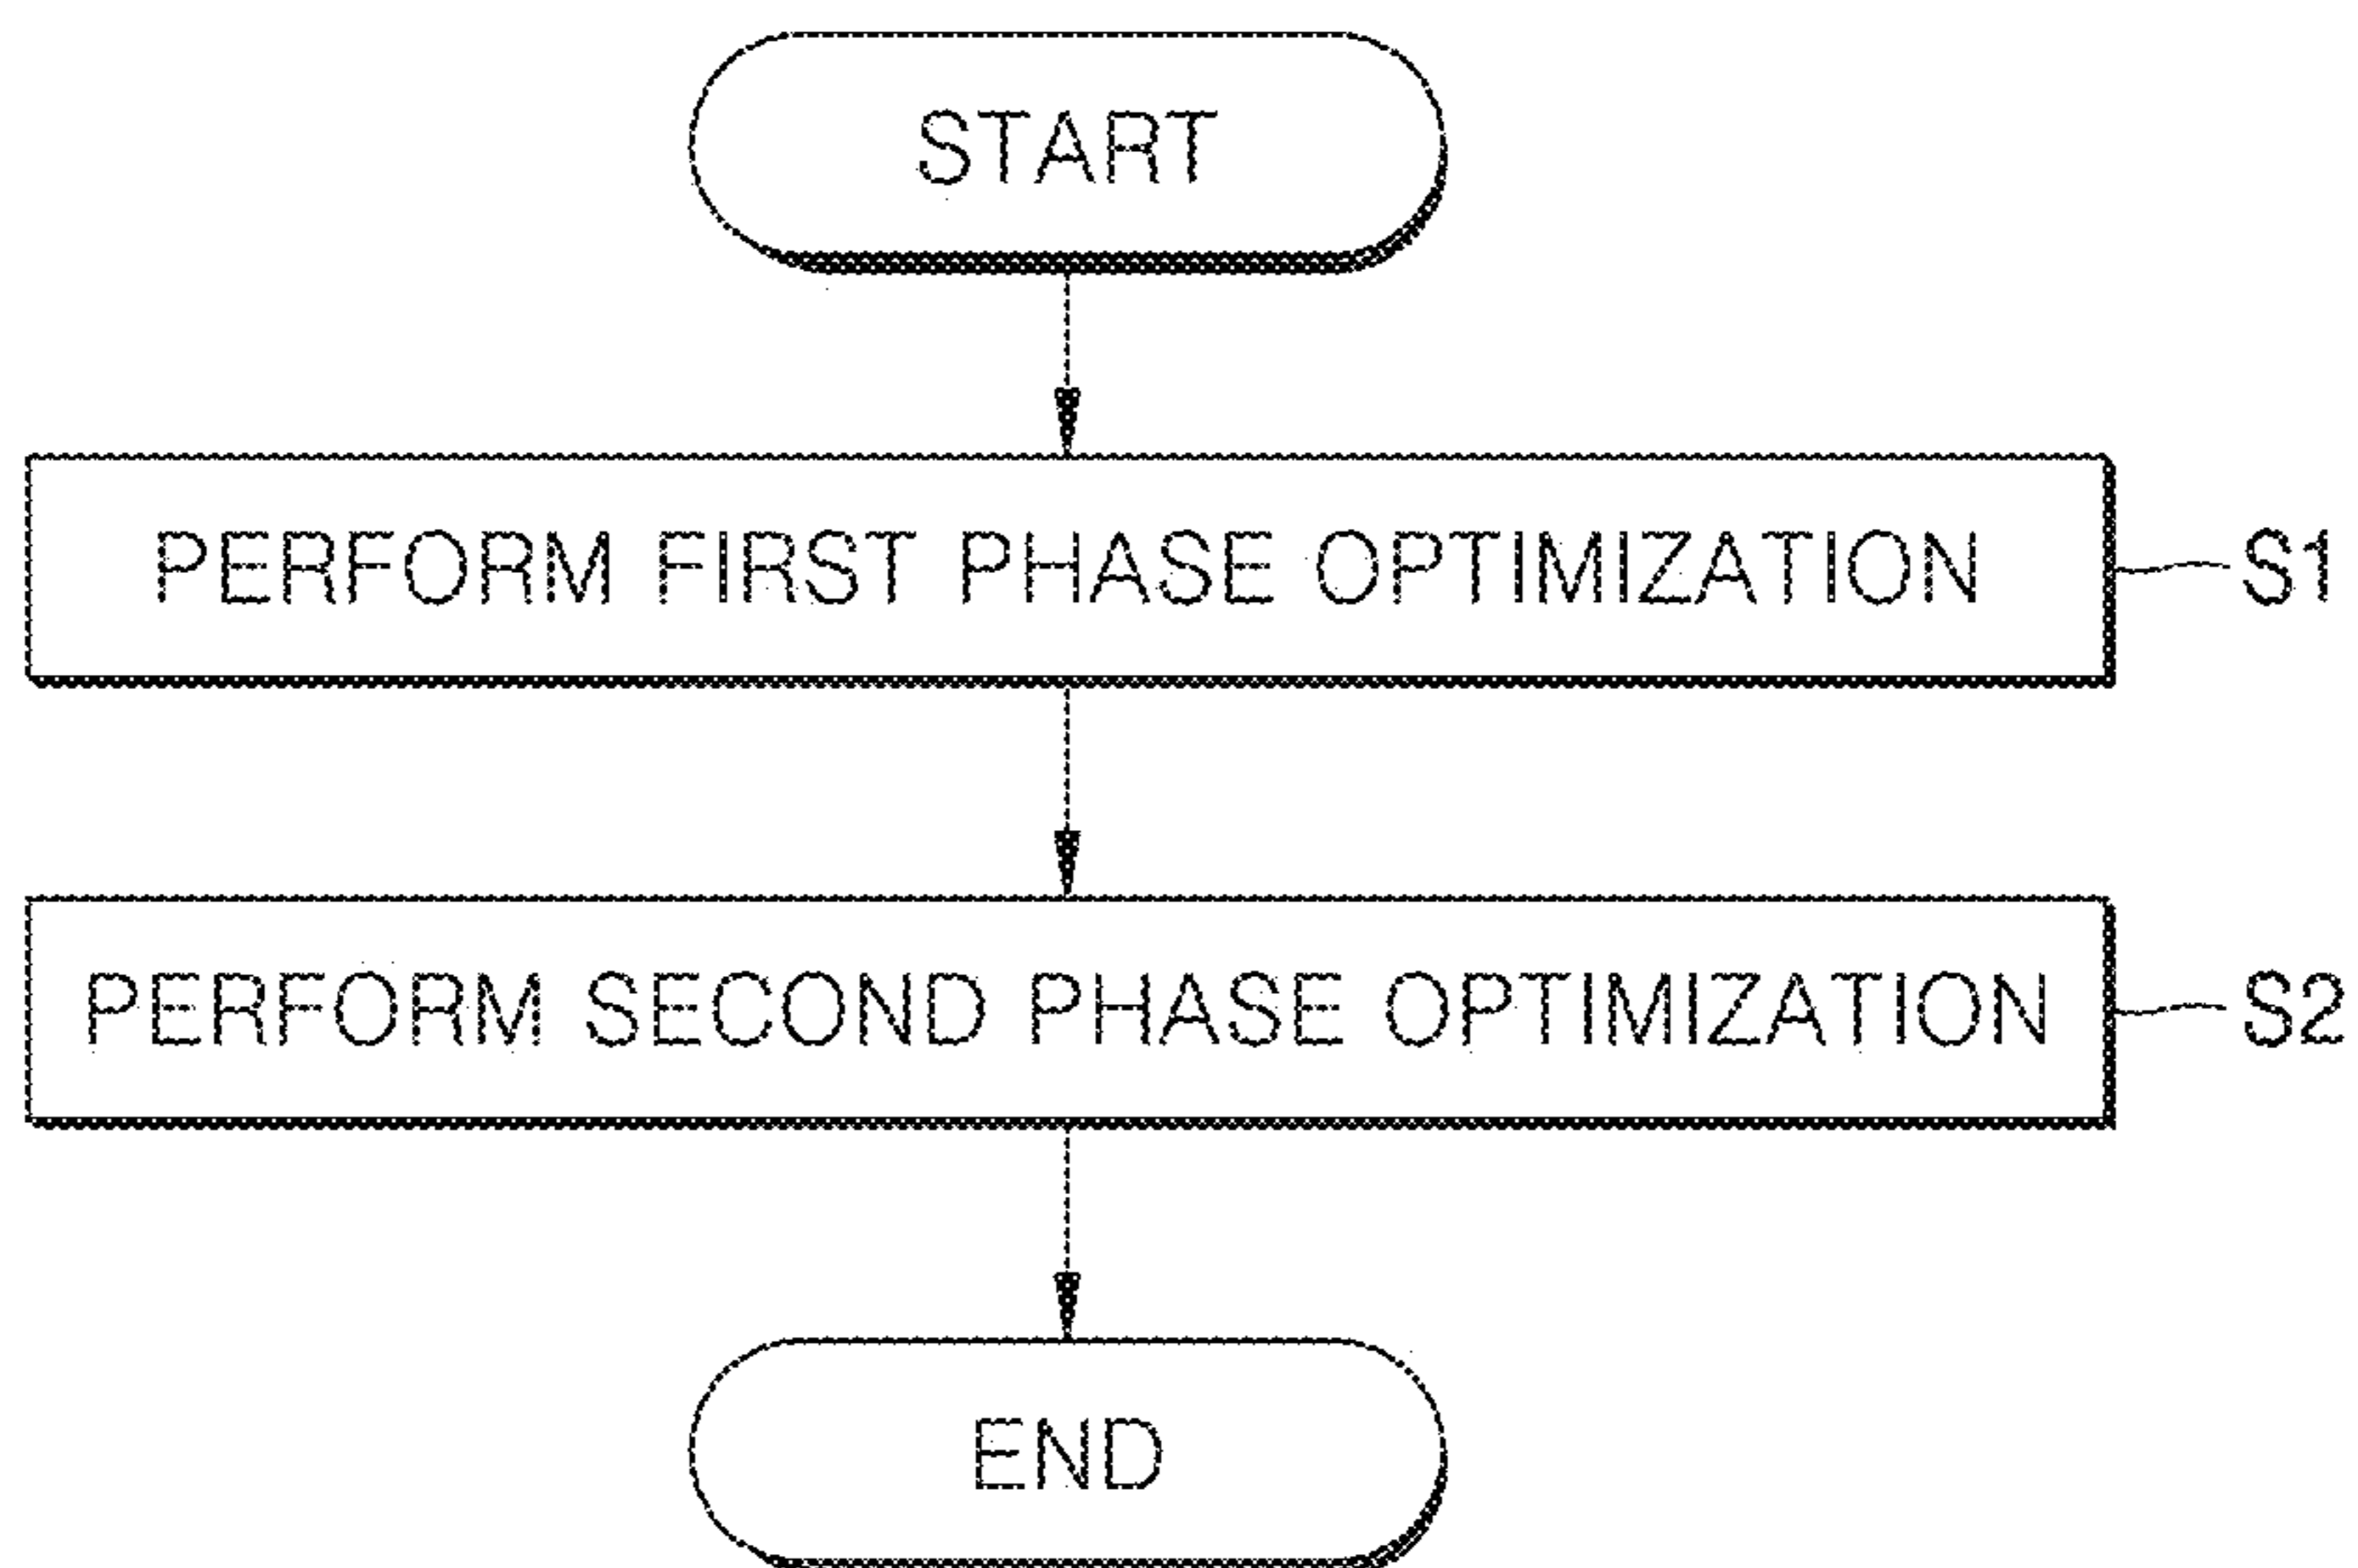 START
PERFORM FIRST PHASE OPTIMIZATION S1
PERFORM SECOND PHASE OPTIMIZATION S2
END